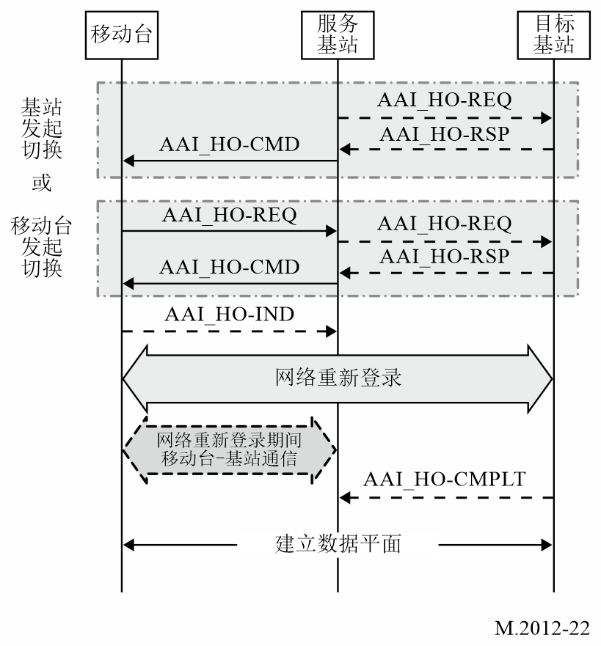 移动台
服务
基站
目标
基站
基站
发起
切换
AAI_HO-REQ
AAI_HO-RSP
AAI_HO-CMD
或
移动台
发起
切换
AAI_HO-REQ
AAI_HO-REQ
AAI_HO-RSP
AAI_HO-CMD
AAI_HO-IND
网络重新登录
网络重新登录期间
移动台-基站通信
AAI_HO-CMPLT
建立数据平面
M.2012-22